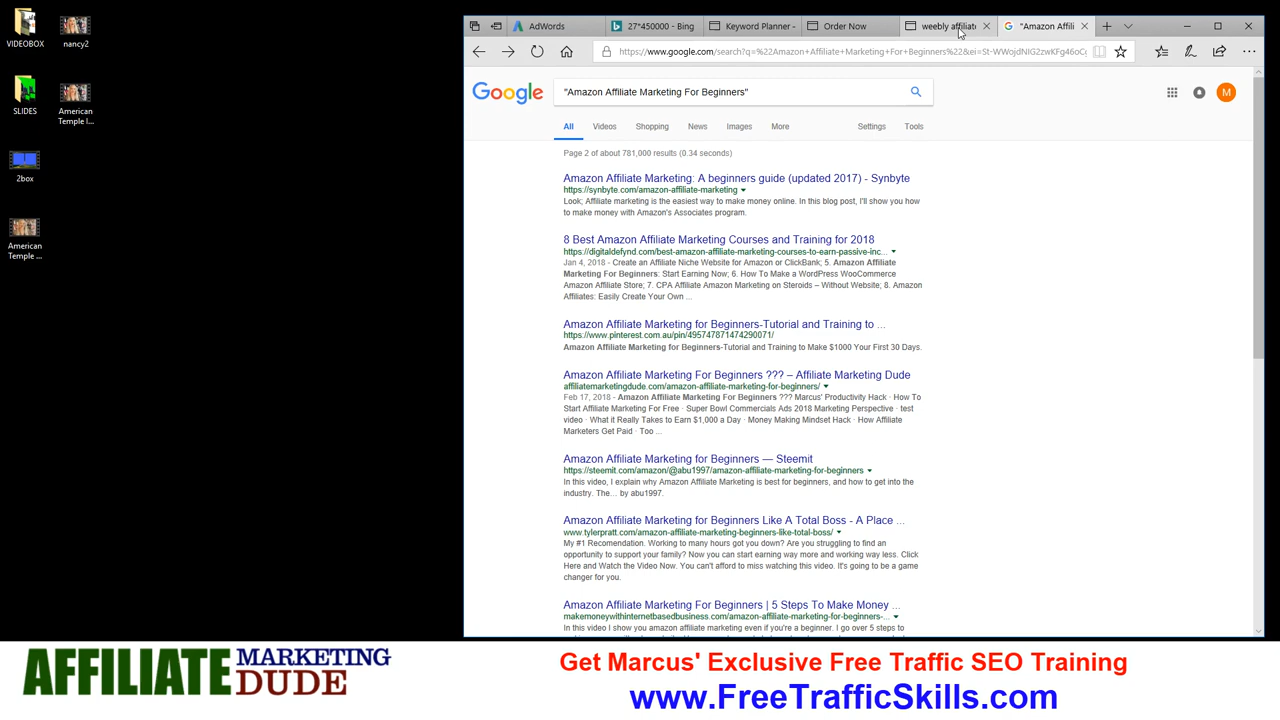 VIDEOBOX
nancy2
SLIDES
American
Temple I...
2box
American
Temple ...
AdWords
27*450000 - Bing
Keyword Planner -
Order Now
weebly affiliate
"Amazon Affili
https://www.google.com/search?q=%22Amazon+Affiliate+Marketing+For+Beginners%22&ei=St-WWojdNIG2zwKFg46oCg
Google
"Amazon Affiliate Marketing For Beginners"
M
All
Videos
Shopping
News
Images
More
Settings
Tools
Page 2 of about 781,000 results (0.34 seconds)
Amazon Affiliate Marketing: A beginners guide (updated 2017) - Synbyte
https://synbyte.com/amazon-affiliate-marketing
Look; Affiliate marketing is the easiest way to make money online. In this blog post, I'll show you how
to make money with Amazon's Associates program.
8 Best Amazon Affiliate Marketing Courses and Training for 2018
https://digitaldefynd.com/best-amazon-affiliate-marketing-courses-to-earn-passive-inc...
Jan 4, 2018 - Create an Affiliate Niche Website for Amazon or ClickBank; 5. Amazon Affiliate
Marketing For Beginners: Start Earning Now; 6. How To Make a WordPress WooCommerce
Amazon Affiliate Store; 7. CPA Affiliate Amazon Marketing on Steroids – Without Website; 8. Amazon
Affiliates: Easily Create Your Own ...
Amazon Affiliate Marketing for Beginners-Tutorial and Training to ...
https://www.pinterest.com.au/pin/495747871474290071/
Amazon Affiliate Marketing for Beginners-Tutorial and Training to Make $1000 Your First 30 Days.
Amazon Affiliate Marketing For Beginners ??? – Affiliate Marketing Dude
affiliatemarketingdude.com/amazon-affiliate-marketing-for-beginners/
Feb 17, 2018 - Amazon Affiliate Marketing For Beginners ??? Marcus' Productivity Hack · How To
Start Affiliate Marketing For Free · Super Bowl Commercials Ads 2018 Marketing Perspective · test
video · What it Really Takes to Earn $1,000 a Day · Money Making Mindset Hack · How Affiliate
Marketers Get Paid · Too ...
Amazon Affiliate Marketing for Beginners — Steemit
https://steemit.com/amazon/@abu1997/amazon-affiliate-marketing-for-beginners
In this video, I explain why Amazon Affiliate Marketing is best for beginners, and how to get into the
industry. The... by abu1997.
Amazon Affiliate Marketing for Beginners Like A Total Boss - A Place ...
www.tylerpratt.com/amazon-affiliate-marketing-beginners-like-total-boss/
My #1 Recomendation. Working to many hours got you down? Are you struggling to find an
opportunity to support your family? Now you can start earning way more and working way less. Click
Here and Watch the Video Now. You can't afford to miss watching this video. It's going to be a game
changer for you.
Amazon Affiliate Marketing For Beginners | 5 Steps To Make Money ...
makemoneywithinternetbasedbusiness.com/amazon-affiliate-marketing-for-beginners-...
In this video I show you amazon affiliate marketing even if you're a beginner. I go over 5 steps to
AFFILIATE MARKETING DUDE
Get Marcus' Exclusive Free Traffic SEO Training
www.FreeTrafficSkills.com